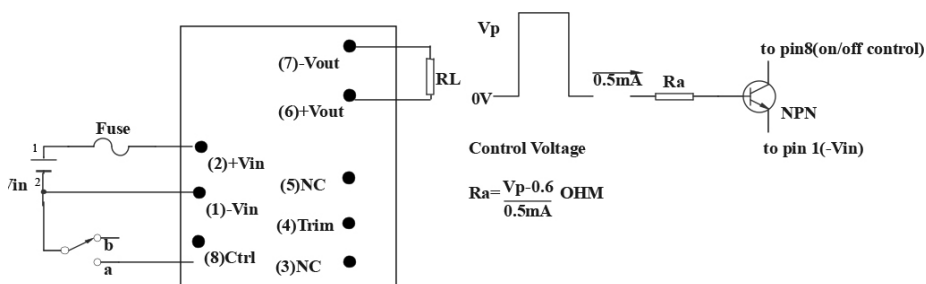 (7)-Vout
RL
(6)+Vout
Fuse
1
2
(2)+Vin
(1)-Vin
(5)NC
(4)Trim
b
a
(8)Ctrl
(3)NC
Vp
0V
0.5mA
Ra
to pin8(on/off control)
NPN
to pin 1(-Vin)
Control Voltage
Ra=Vp-0.6 OHM
0.5mA